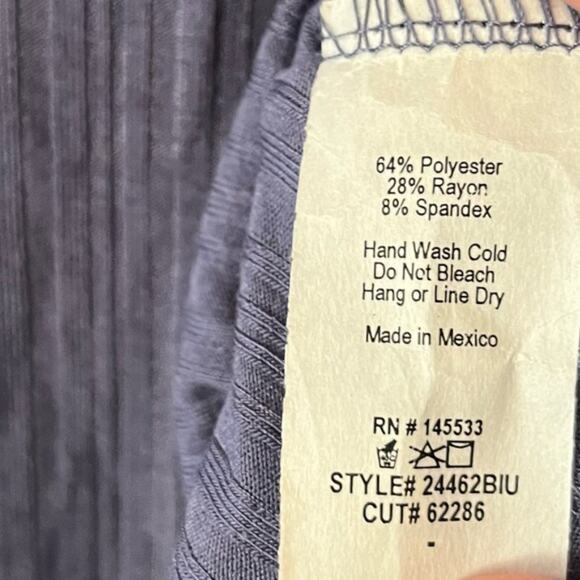 64% Polyester
28% Rayon
8% Spandex
Hand Wash Cold
Do Not Bleach
Hang or Line Dry
Made in Mexico
RN # 145533
STYLE# 24462BIU
CUT# 62286
-